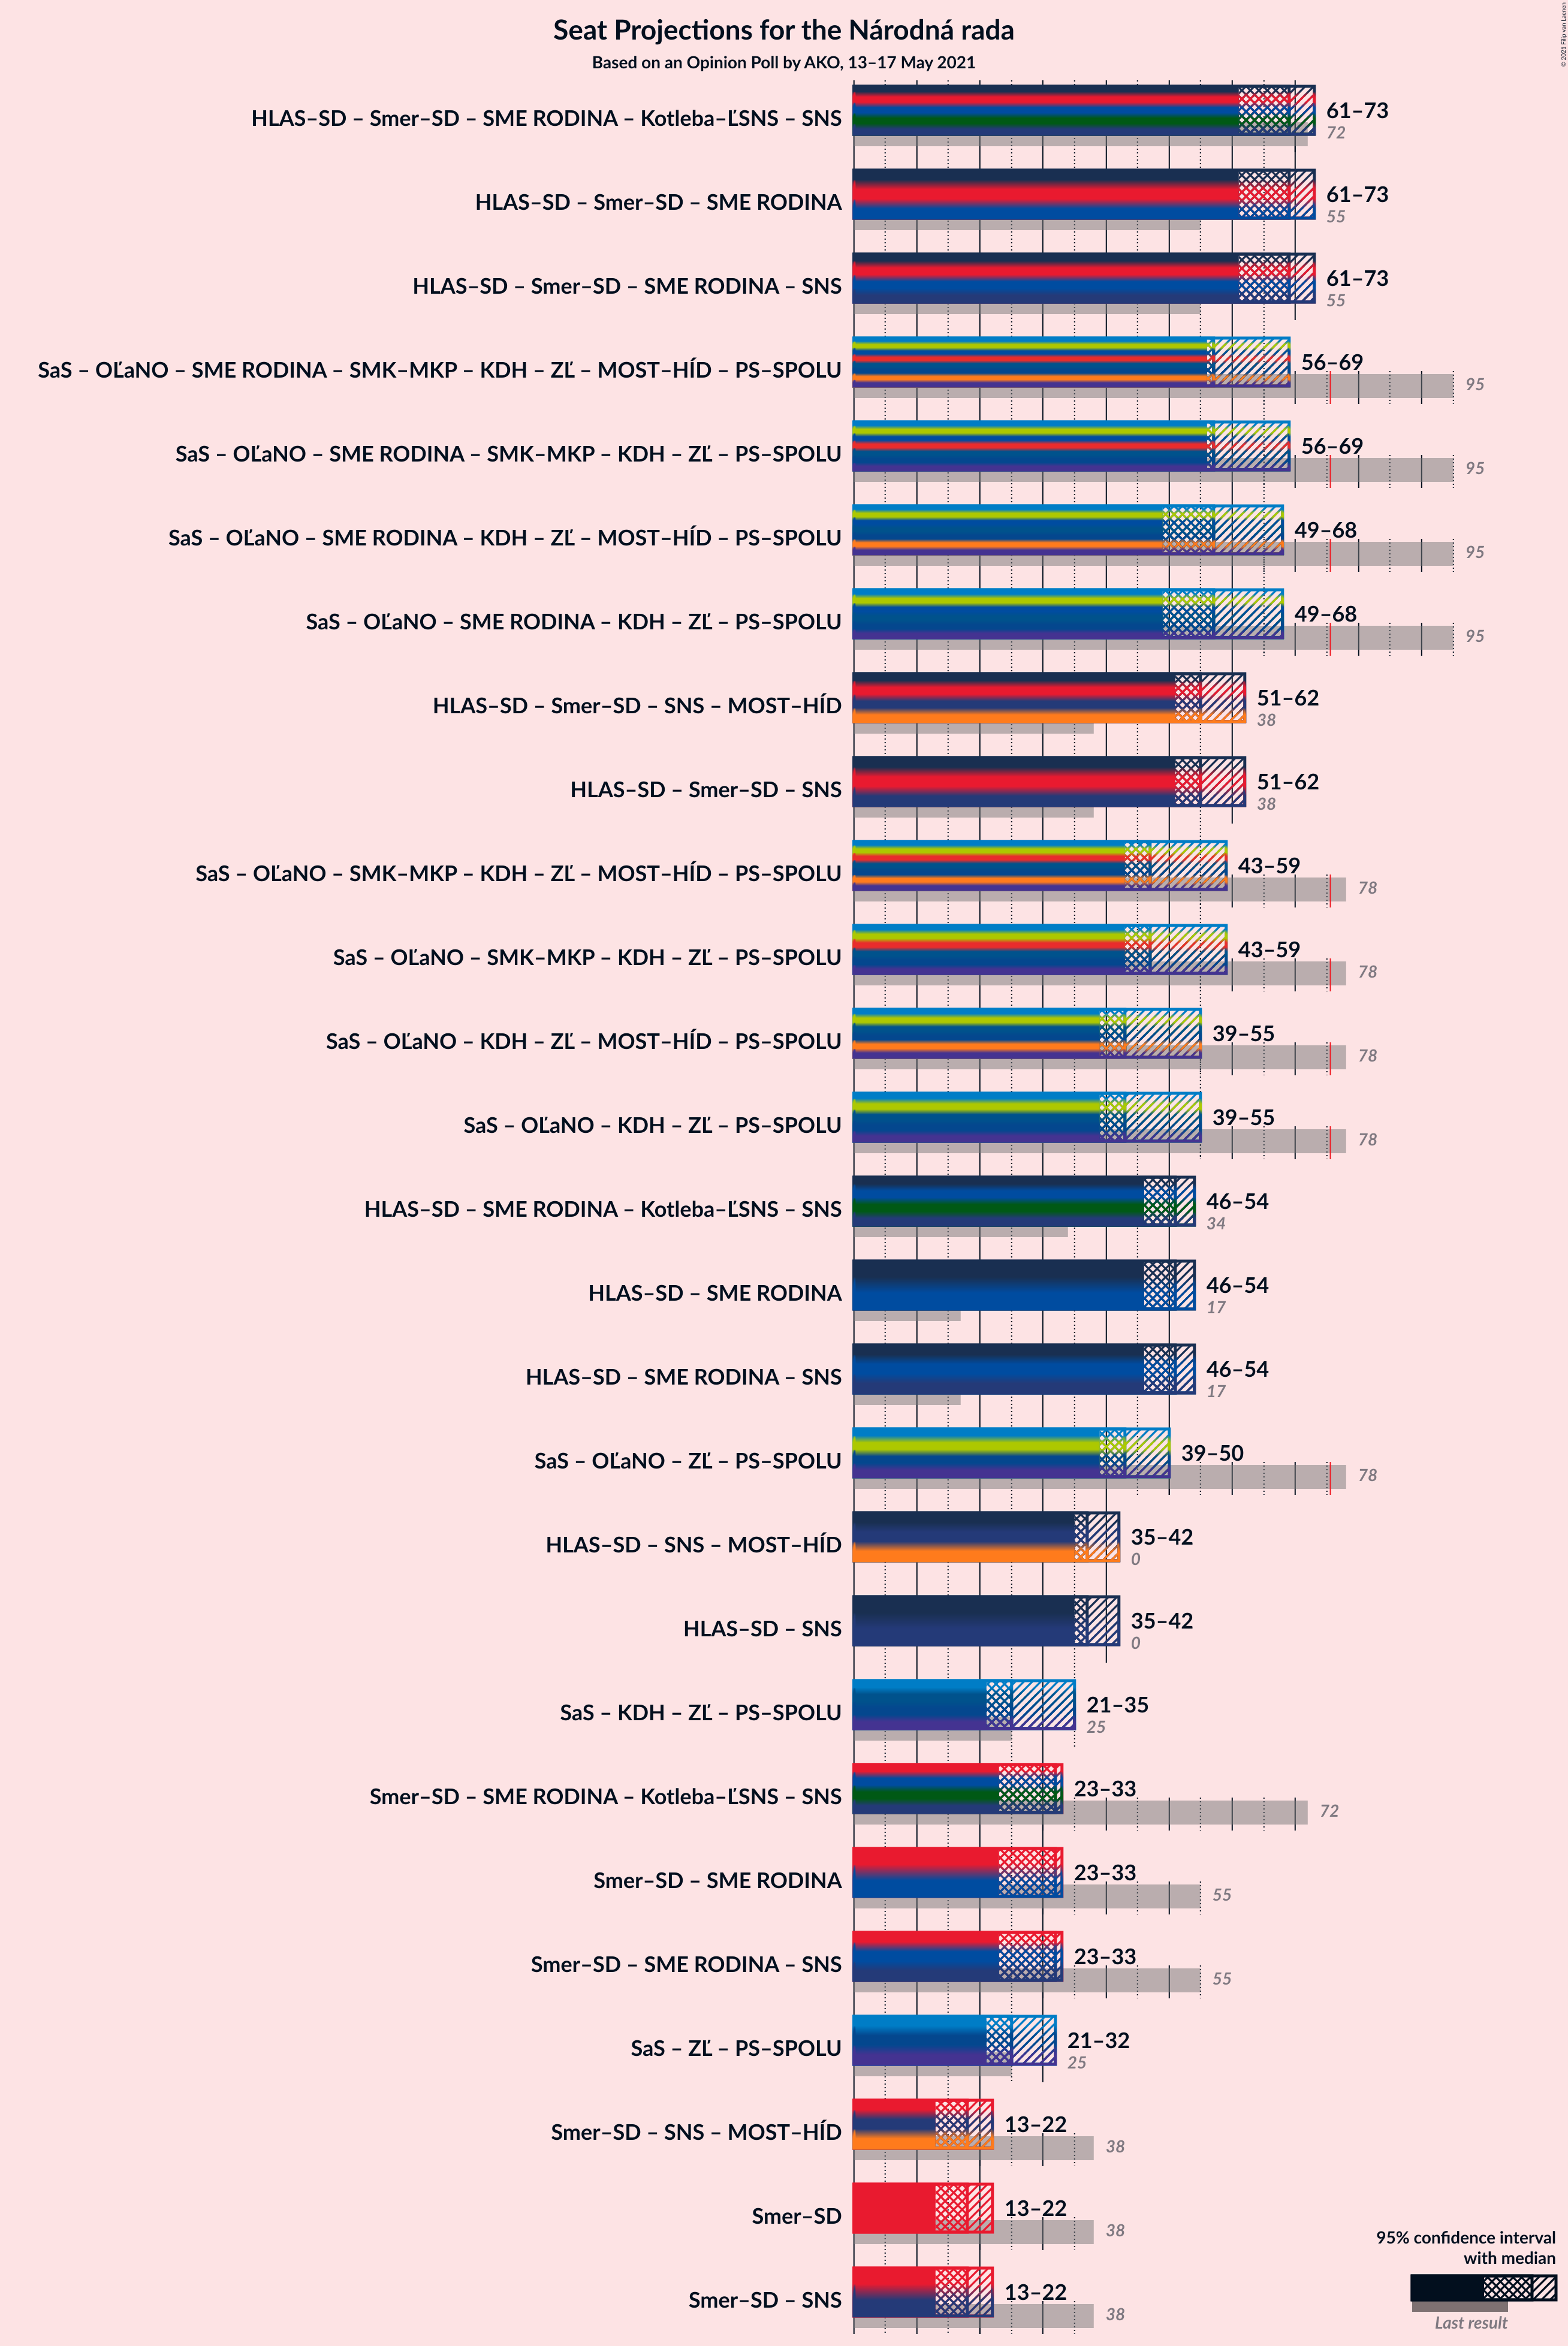 Seat Projections for the Národná rada
Based on an Opinion Poll by AKO, 13–17 May 2021
© 2021 Filip van Laenen
HLAS–SD – Smer–SD – SME RODINA – Kotleba–ĽSNS – SNS
61–73
72
HLAS–SD – Smer–SD – SME RODINA
61–73
55
HLAS–SD – Smer–SD – SME RODINA – SNS
61–73
55
SaS – OĽaNO – SME RODINA – SMK–MKP – KDH – ZĽ – MOST–HÍD – PS–SPOLU
56–69
95
SaS – OĽaNO – SME RODINA – SMK–MKP – KDH – ZĽ – PS–SPOLU
56–69
95
SaS – OĽaNO – SME RODINA – KDH – ZĽ – MOST–HÍD – PS–SPOLU
49–68
95
SaS – OĽaNO – SME RODINA – KDH – ZĽ – PS–SPOLU
49–68
95
HLAS–SD – Smer–SD – SNS – MOST–HÍD
51–62
38
HLAS–SD – Smer–SD – SNS
51–62
38
SaS – OĽaNO – SMK–MKP – KDH – ZĽ – MOST–HÍD – PS–SPOLU
43–59
78
SaS – OĽaNO – SMK–MKP – KDH – ZĽ – PS–SPOLU
43–59
78
SaS – OĽaNO – KDH – ZĽ – MOST–HÍD – PS–SPOLU
39–55
78
SaS – OĽaNO – KDH – ZĽ – PS–SPOLU
39–55
78
HLAS–SD – SME RODINA – Kotleba–ĽSNS – SNS
46–54
34
HLAS–SD – SME RODINA
46–54
17
HLAS–SD – SME RODINA – SNS
46–54
17
SaS – OĽaNO – ZĽ – PS–SPOLU
39–50
78
HLAS–SD – SNS – MOST–HÍD
35–42
0
HLAS–SD – SNS
35–42
0
SaS – KDH – ZĽ – PS–SPOLU
21–35
25
Smer–SD – SME RODINA – Kotleba–ĽSNS – SNS
23–33
72
Smer–SD – SME RODINA
23–33
55
Smer–SD – SME RODINA – SNS
23–33
55
SaS – ZĽ – PS–SPOLU
21–32
25
Smer–SD – SNS – MOST–HÍD
13–22
38
Smer–SD
13–22
38
Smer–SD – SNS
13–22
38
95% confidence interval
with median
Last result